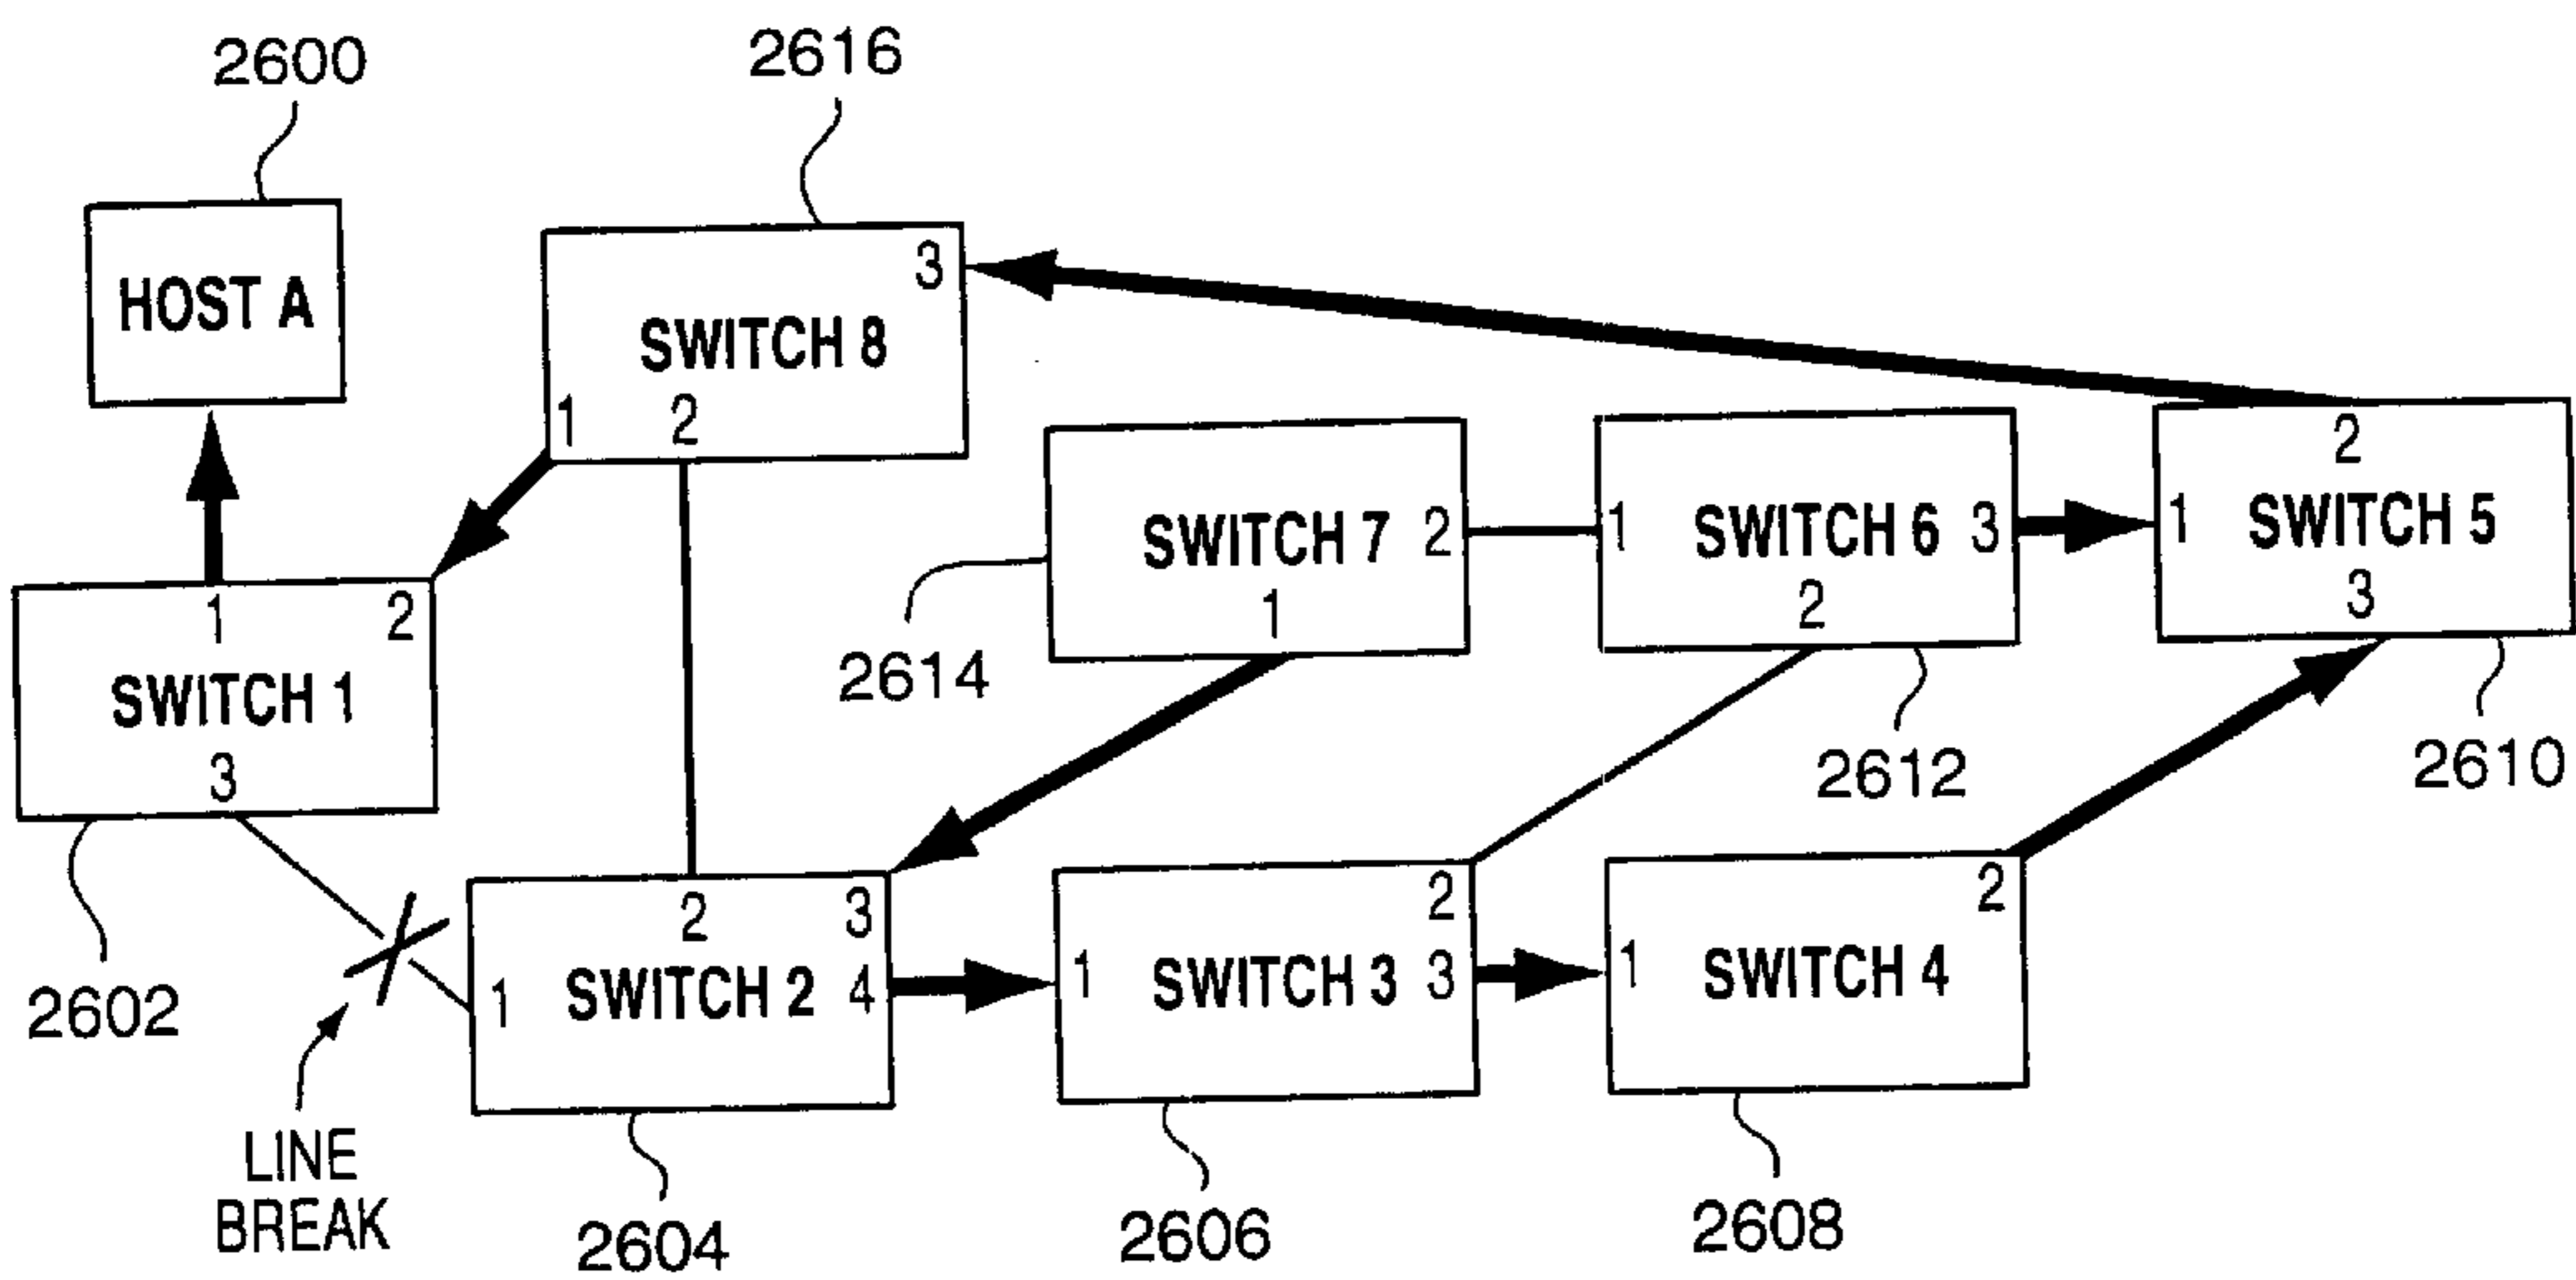 2600
2616
HOST A
3
SWITCH 8
1 2
2
SWITCH 7 2
1
1 SWITCH 6 3
2
1 SWITCH 5
3
1 2
SWITCH 1
3
2614
2612
2610
2 3
1 SWITCH 2 4
2
1 SWITCH 3 3
2
1 SWITCH 4
2602
LINE
BREAK
2604
2606
2608